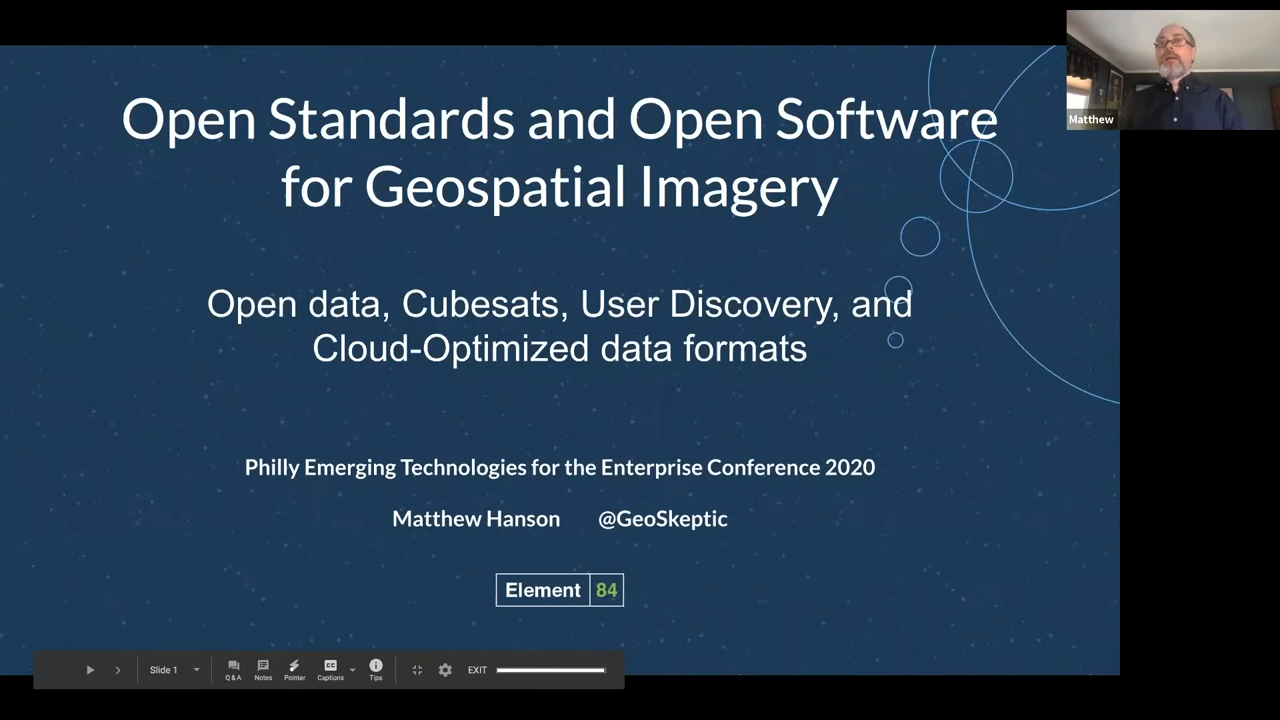 Open Standards and Open Software
for Geospatial Imagery
Matthew
Open data, Cubesats, User Discovery, and
Cloud-Optimized data formats
Philly Emerging Technologies for the Enterprise Conference 2020
Matthew Hanson @GeoSkeptic
Element 84
Slide 1
Q & A
Notes
Pointer
CC
Captions
Tips
EXIT